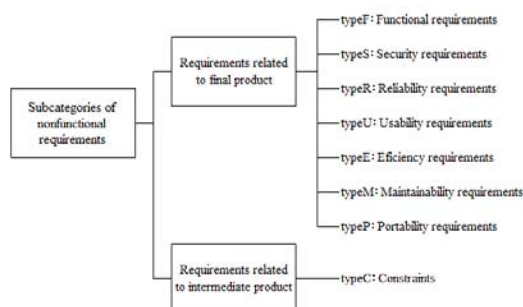 Subcategories of
nonfunctional
requirements
Requirements related
to final product
typeF: Functional requirements
typeS: Security requirements
typeR: Reliability requirements
typeU: Usability requirements
typeE: Eficiency requirements
typeM: Maintainability requirements
typeP: Portability requirements
Requirements related
to intermediate product
typeC: Constraints